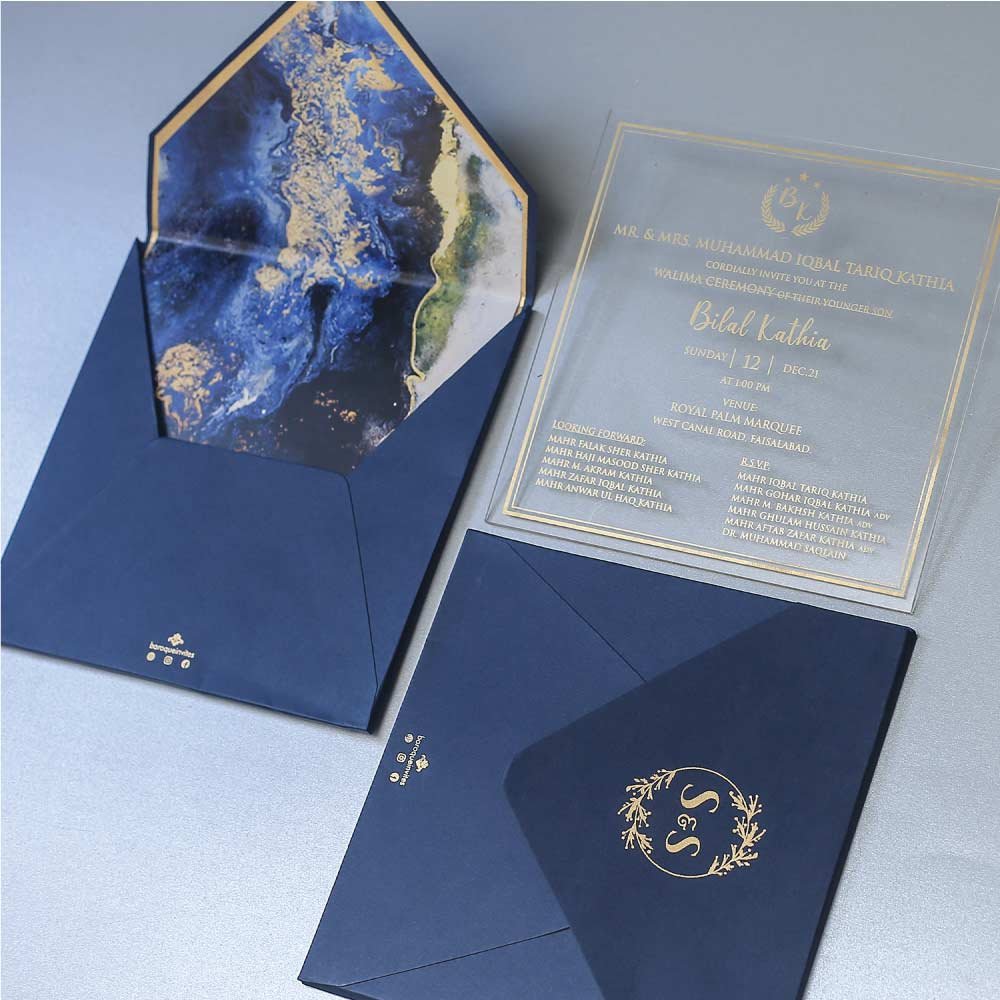 BK
MR. & MRS. MUHAMMAD IQBAL TARIQ KATHIA
CORDIALLY INVITE YOU AT THE
WALIMA CEREMONY OF THEIR YOUNGER SON
Bilal Kathia
SUNDAY | 12 | DEC.21
AT 1:00 PM
VENUE:
ROYAL PALM MARQUEE
WEST CANAL ROAD, FAISALABAD.
LOOKING FORWARD:
MAHR FALAK SHER KATHIA
MAHR HAJI MASOOD SHER KATHIA
MAHR M. AKRAM KATHIA
MAHR ZAFAR IQBAL KATHIA
MAHR ANWAR UL HAQ KATHIA
R.S.V.P.
MAHR IQBAL TARIQ KATHIA
MAHR GOHAR IQBAL KATHIA ADV
MAHR M. BAKHSH KATHIA ADV
MAHR GHULAM HUSSAIN KATHIA
MAHR AFTAB ZAFAR KATHIA ADV
DR. MUHAMMAD SAQLAIN
baroqueinvites
baroqueinvites
S & S